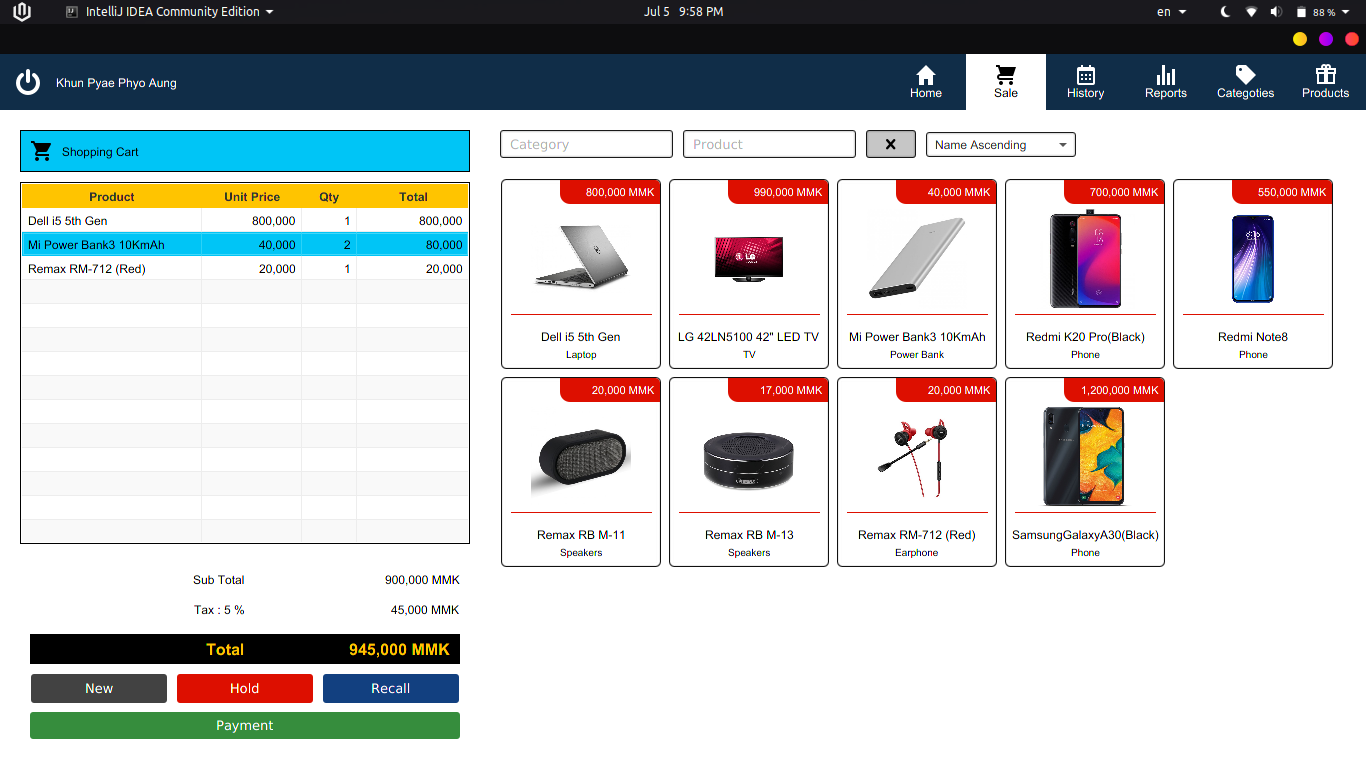 IntelliJ IDEA Community Edition
Jul 5 9:58 PM
en
88 %
Khun Pyae Phyo Aung
Home
Sale
History
Reports
Categoties
Products
Shopping Cart
Category
Product
x
Name Ascending
Product Unit Price Qty Total
Dell i5 5th Gen 800,000 1 800,000
Mi Power Bank3 10KmAh 40,000 2 80,000
Remax RM-712 (Red) 20,000 1 20,000
Sub Total 900,000 MMK
Tax : 5 % 45,000 MMK
Total 945,000 MMK
New
Hold
Recall
Payment
800,000 MMK
Dell i5 5th Gen
Laptop
990,000 MMK
LG
LG 42LN5100 42" LED TV
TV
40,000 MMK
Mi Power Bank3 10KmAh
Power Bank
700,000 MMK
Redmi K20 Pro(Black)
Phone
550,000 MMK
Redmi Note8
Phone
20,000 MMK
Remax RB M-11
Speakers
17,000 MMK
Remax RB M-13
Speakers
20,000 MMK
Remax RM-712 (Red)
Earphone
1,200,000 MMK
SamsungGalaxyA30(Black)
Phone